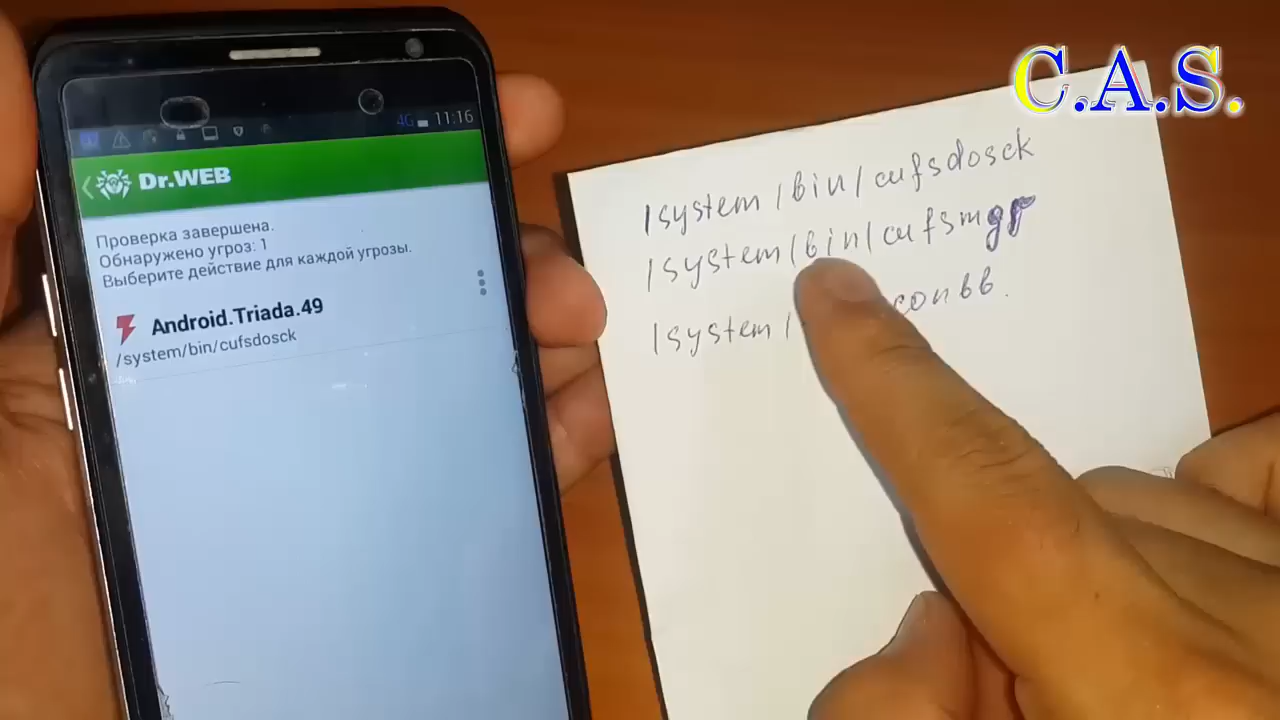 C.A.S.
4G 11:16
Dr.WEB
Проверка завершена.
Обнаружено угроз: 1
Выберите действие для каждой угрозы.
Android.Triada.49
/system/bin/cufsdosck
/system/bin/cufsdosck
/system/bin/cufsmgr
/system/ conbb.